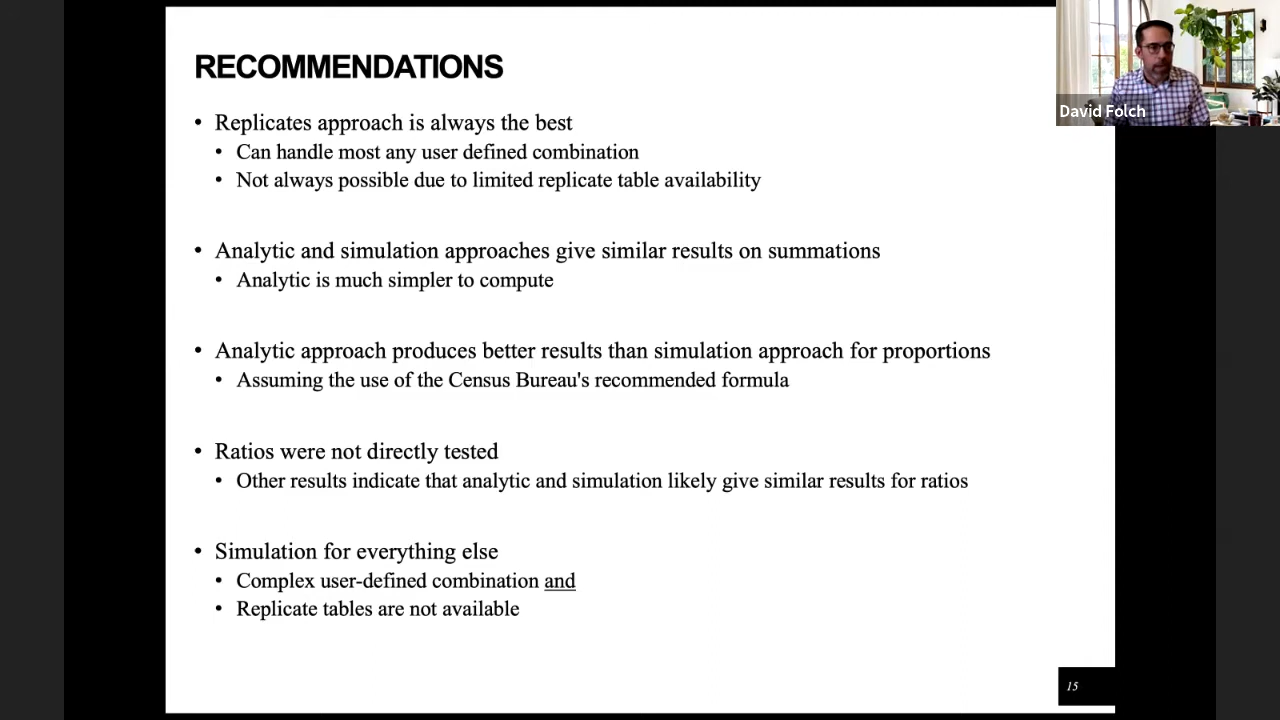 RECOMMENDATIONS
• Replicates approach is always the best
• Can handle most any user defined combination
• Not always possible due to limited replicate table availability
• Analytic and simulation approaches give similar results on summations
• Analytic is much simpler to compute
• Analytic approach produces better results than simulation approach for proportions
• Assuming the use of the Census Bureau's recommended formula
• Ratios were not directly tested
• Other results indicate that analytic and simulation likely give similar results for ratios
• Simulation for everything else
• Complex user-defined combination and
• Replicate tables are not available
15
David Folch